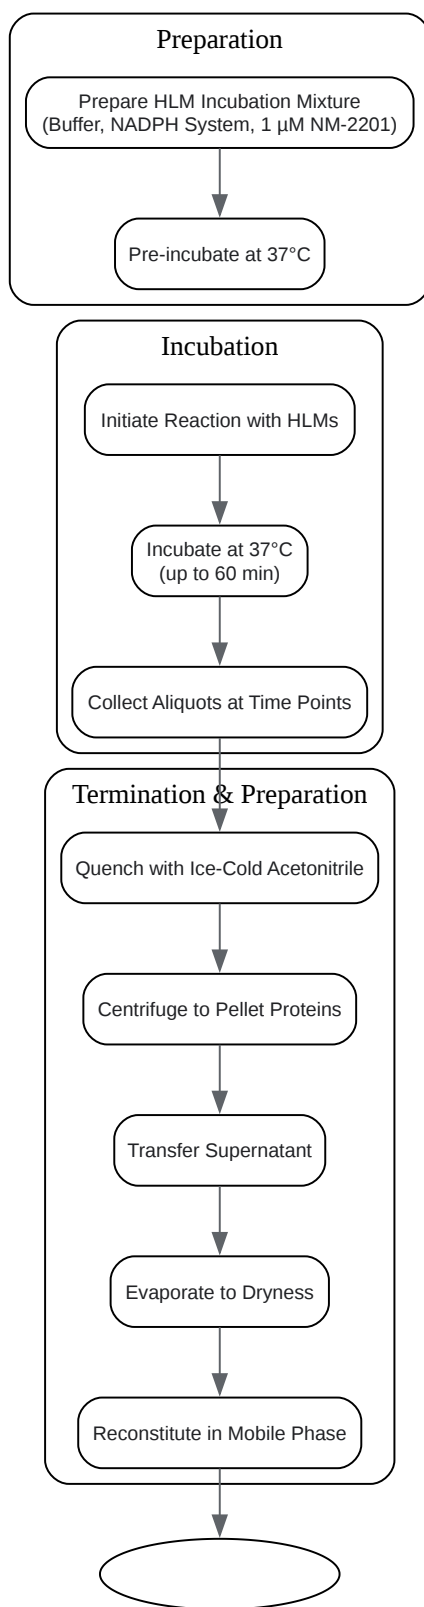 Preparation
Prepare HLM Incubation Mixture
(Buffer, NADPH System, 1 µM NM-2201)
Pre-incubate at 37°C
Incubation
Initiate Reaction with HLMs
Incubate at 37°C
(up to 60 min)
Collect Aliquots at Time Points
Termination & Preparation
Quench with Ice-Cold Acetonitrile
Centrifuge to Pellet Proteins
Transfer Supernatant
Evaporate to Dryness
Reconstitute in Mobile Phase